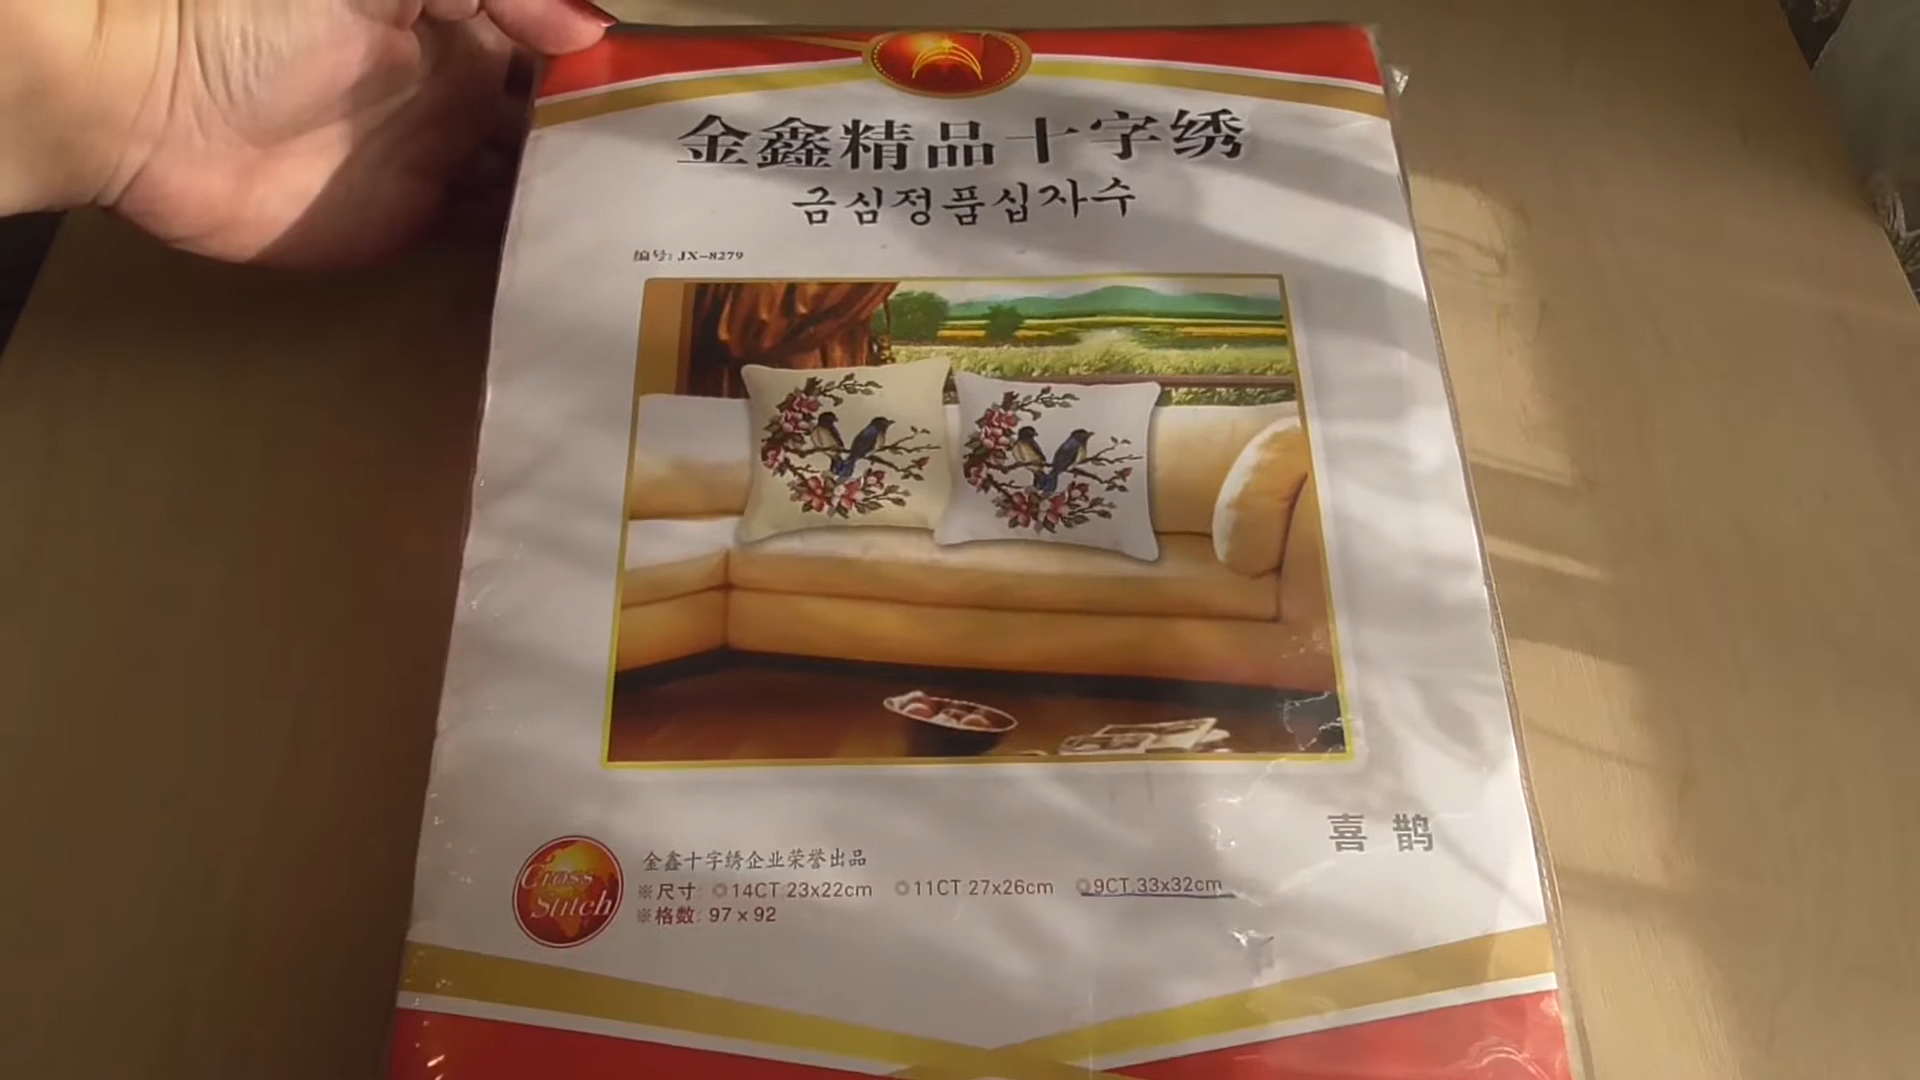 金鑫精品十字绣
금심정품십자수
编号: JX-8279
喜 鹊
Cross
Stitch
金鑫十字绣企业荣誉出品
※尺寸: ◎14CT 23x22cm ◎11CT 27x26cm ◎9CT 33x32cm
※格数: 97×92